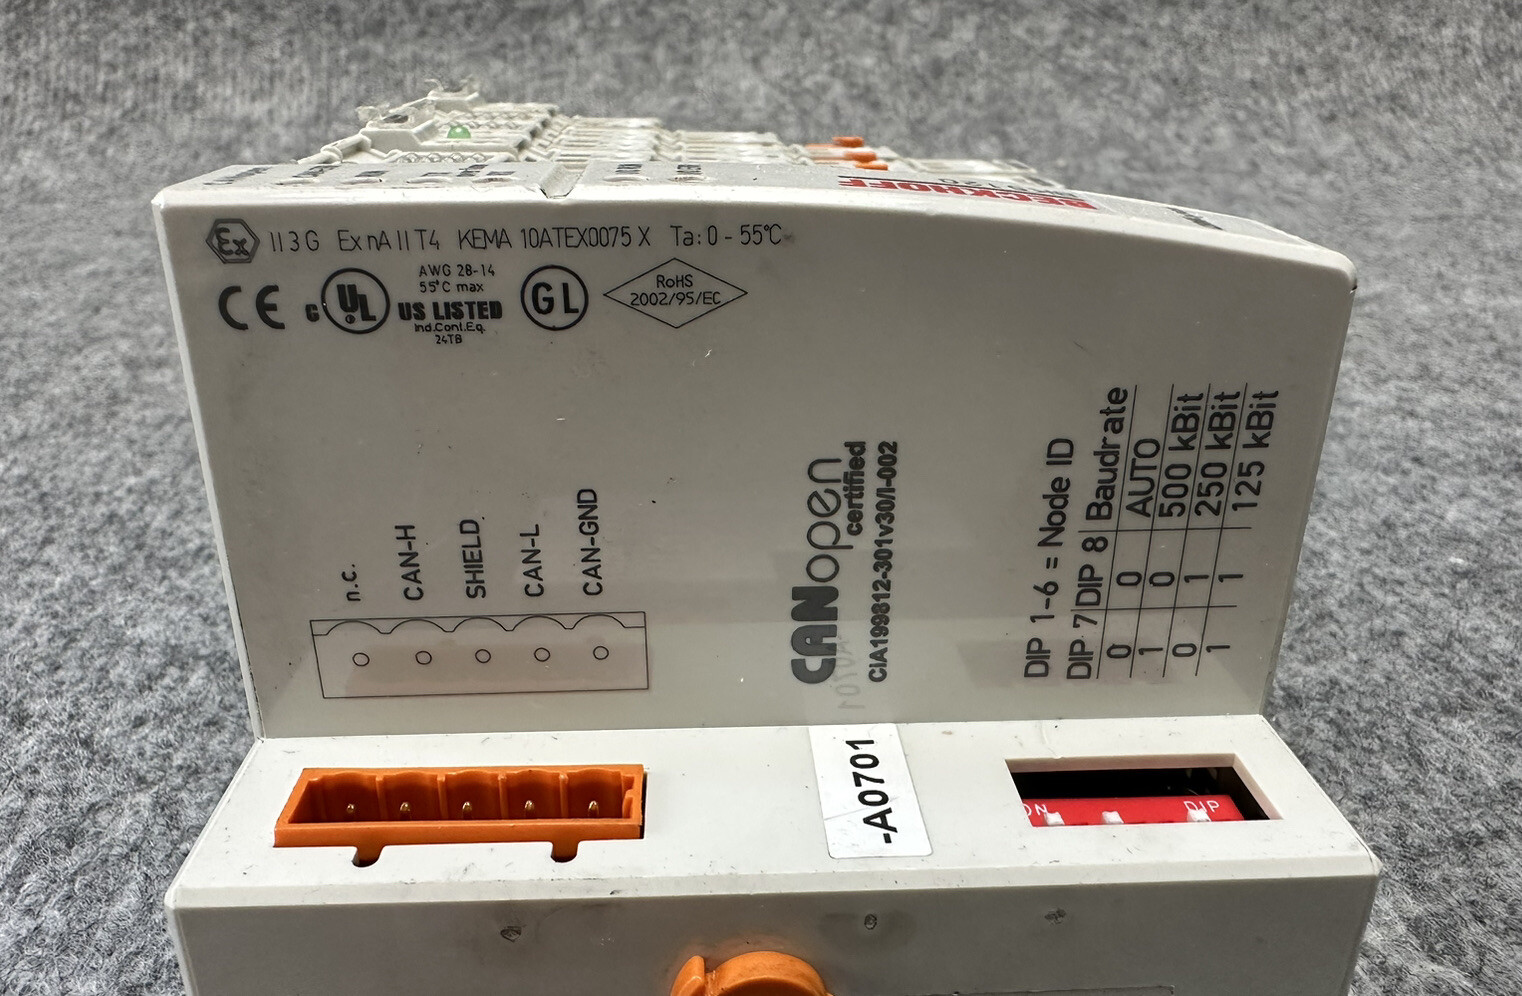 BECKHOFF
Ex II 3 G Ex nA II T4 KEMA 10ATEX0075 X Ta: 0 - 55°C
CE
c UL
AWG 28-14
55°C max
US LISTED
Ind.Cont.Eq.
24TB
GL
RoHS
2002/95/EC
n.c.
CAN-H
SHIELD
CAN-L
CAN-GND
CANopen
certified
CiA199812-301v30/I-002
DIP 1-6 = Node ID
DIP 7 DIP 8 Baudrate
0 0 AUTO
1 0 500 kBit
0 1 250 kBit
1 1 125 kBit
-A0701
ON DIP